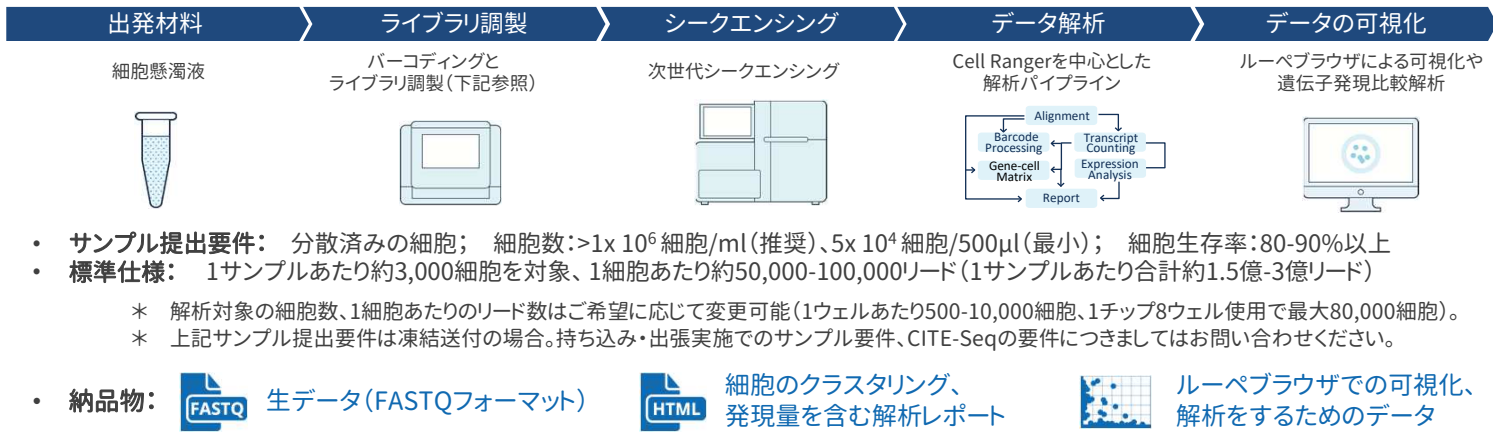 出発材料
ライブラリ調製
シークエンシング
データ解析
データの可視化
細胞懸濁液
バーコディングと
ライブラリ調製(下記参照)
次世代シークエンシング
Cell Rangerを中心とした
解析パイプライン
ルーペブラウザによる可視化や
遺伝子発現比較解析
Alignment
Barcode
Processing
Transcript
Counting
Gene-cell
Matrix
Expression
Analysis
Report
・ サンプル提出要件: 分散済みの細胞; 細胞数:>1x 10⁶ 細胞/ml(推奨)、5x 10⁴ 細胞/500µl(最小); 細胞生存率:80-90%以上
・ 標準仕様: 1サンプルあたり約3,000細胞を対象、1細胞あたり約50,000-100,000リード(1サンプルあたり合計約1.5億-3億リード)
＊ 解析対象の細胞数、1細胞あたりのリード数はご希望に応じて変更可能(1ウェルあたり500-10,000細胞、1チップ8ウェル使用で最大80,000細胞)。
＊ 上記サンプル提出要件は凍結送付の場合。持ち込み・出張実施でのサンプル要件、CITE-Seqの要件につきましてはお問い合わせください。
・ 納品物:
FASTQ
生データ(FASTQフォーマット)
HTML
細胞のクラスタリング、
発現量を含む解析レポート
ルーペブラウザでの可視化、
解析をするためのデータ